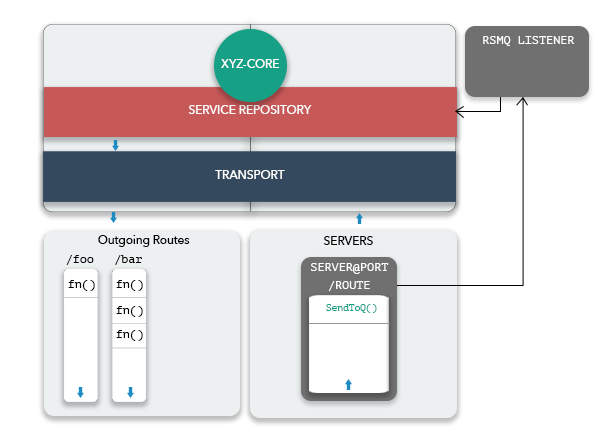 RSMQ LISTENER
XYZ-CORE
SERVICE REPOSITORY
TRANSPORT
Outgoing Routes
/foo /bar
fn() fn()
fn()
fn()
SERVERS
SERVER@PORT
/ROUTE
SendToQ()